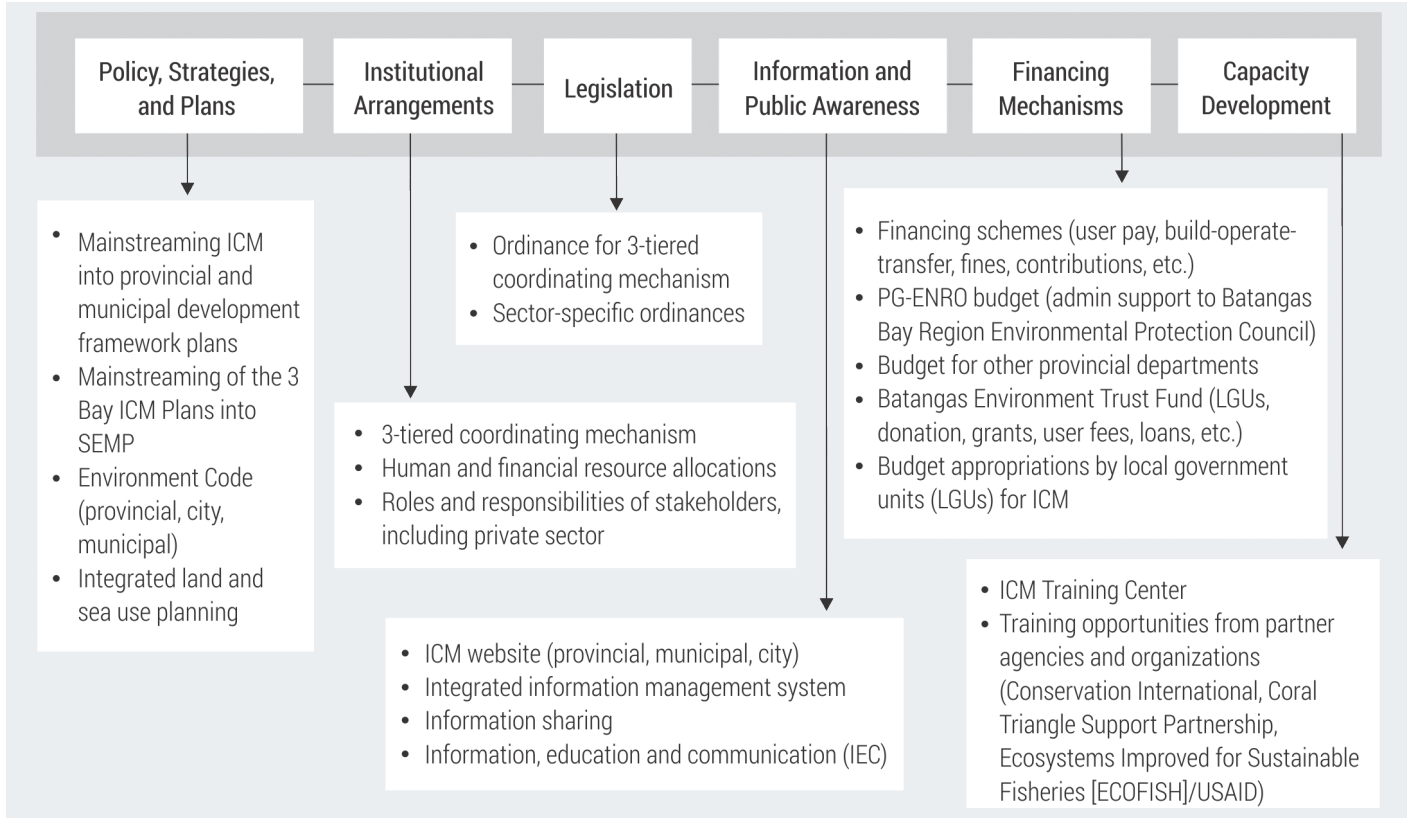 Policy, Strategies,
and Plans
Institutional
Arrangements
Legislation
Information and
Public Awareness
Financing
Mechanisms
Capacity
Development
• Mainstreaming ICM
into provincial and
municipal development
framework plans
• Mainstreaming of the 3
Bay ICM Plans into
SEMP
• Environment Code
(provincial, city,
municipal)
• Integrated land and
sea use planning
• 3-tiered coordinating mechanism
• Human and financial resource allocations
• Roles and responsibilities of stakeholders,
including private sector
• Ordinance for 3-tiered
coordinating mechanism
• Sector-specific ordinances
• ICM website (provincial, municipal, city)
• Integrated information management system
• Information sharing
• Information, education and communication (IEC)
• Financing schemes (user pay, build-operate-
transfer, fines, contributions, etc.)
• PG-ENRO budget (admin support to Batangas
Bay Region Environmental Protection Council)
• Budget for other provincial departments
• Batangas Environment Trust Fund (LGUs,
donation, grants, user fees, loans, etc.)
• Budget appropriations by local government
units (LGUs) for ICM
• ICM Training Center
• Training opportunities from partner
agencies and organizations
(Conservation International, Coral
Triangle Support Partnership,
Ecosystems Improved for Sustainable
Fisheries [ECOFISH]/USAID)